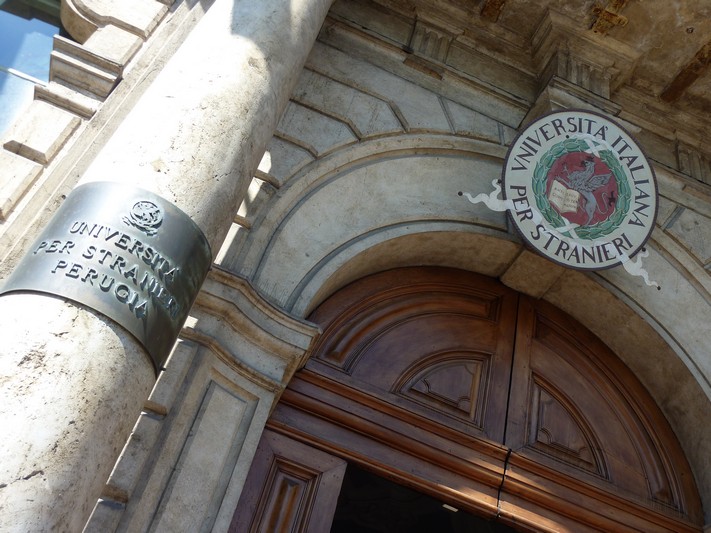 UNIVERSITÀ
PER STRANIERI
PERUGIA
VNIVERSITÀ ITALIANA
PER STRANIERI